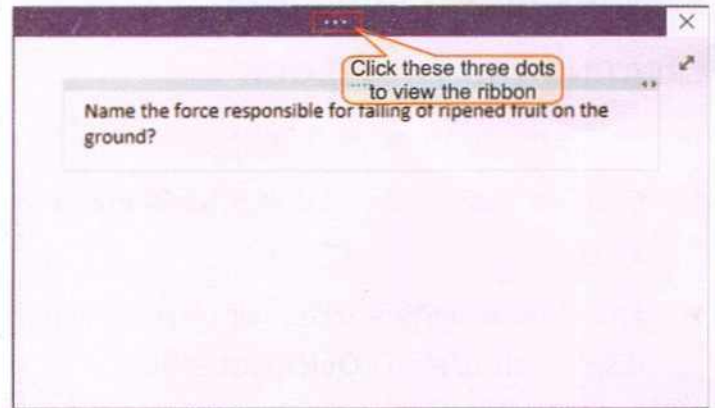 Click these three dots
to view the ribbon
Name the force responsible for falling of ripened fruit on the
ground?